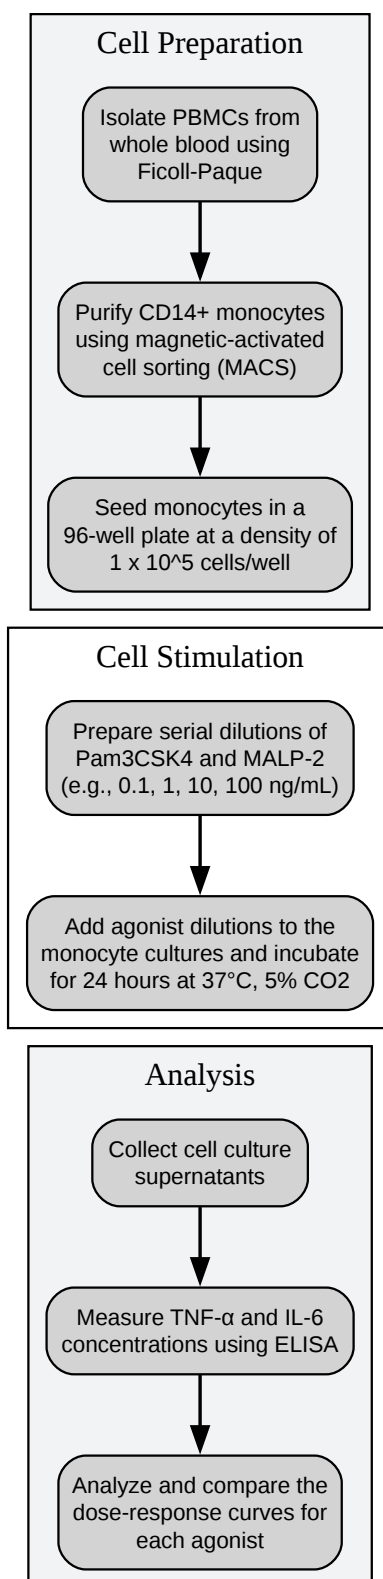 Cell Preparation
Isolate PBMCs from
whole blood using
Ficoll-Paque
Purify CD14+ monocytes
using magnetic-activated
cell sorting (MACS)
Seed monocytes in a
96-well plate at a density of
1 x 10^5 cells/well
Cell Stimulation
Prepare serial dilutions of
Pam3CSK4 and MALP-2
(e.g., 0.1, 1, 10, 100 ng/mL)
Add agonist dilutions to the
monocyte cultures and incubate
for 24 hours at 37°C, 5% CO2
Analysis
Collect cell culture
supernatants
Measure TNF-α and IL-6
concentrations using ELISA
Analyze and compare the
dose-response curves for
each agonist